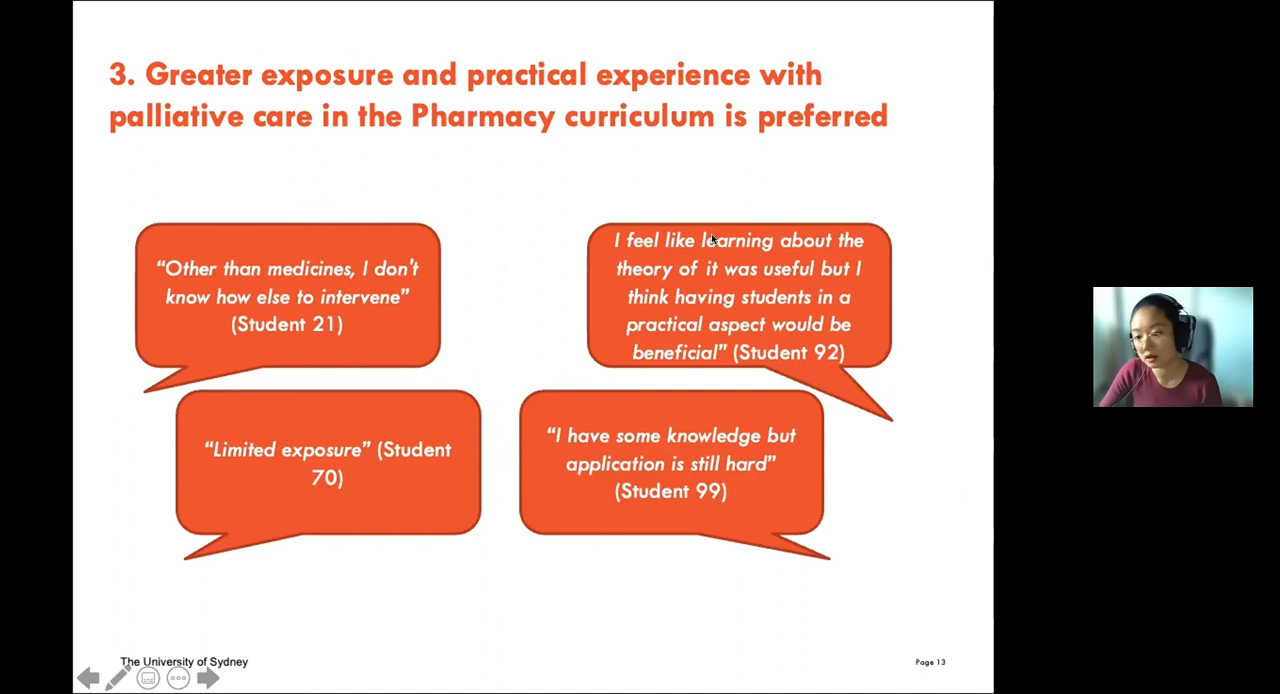 3. Greater exposure and practical experience with
palliative care in the Pharmacy curriculum is preferred
“Other than medicines, I don't
know how else to intervene”
(Student 21)
I feel like learning about the
theory of it was useful but I
think having students in a
practical aspect would be
beneficial” (Student 92)
“Limited exposure” (Student
70)
“I have some knowledge but
application is still hard”
(Student 99)
The University of Sydney
Page 13